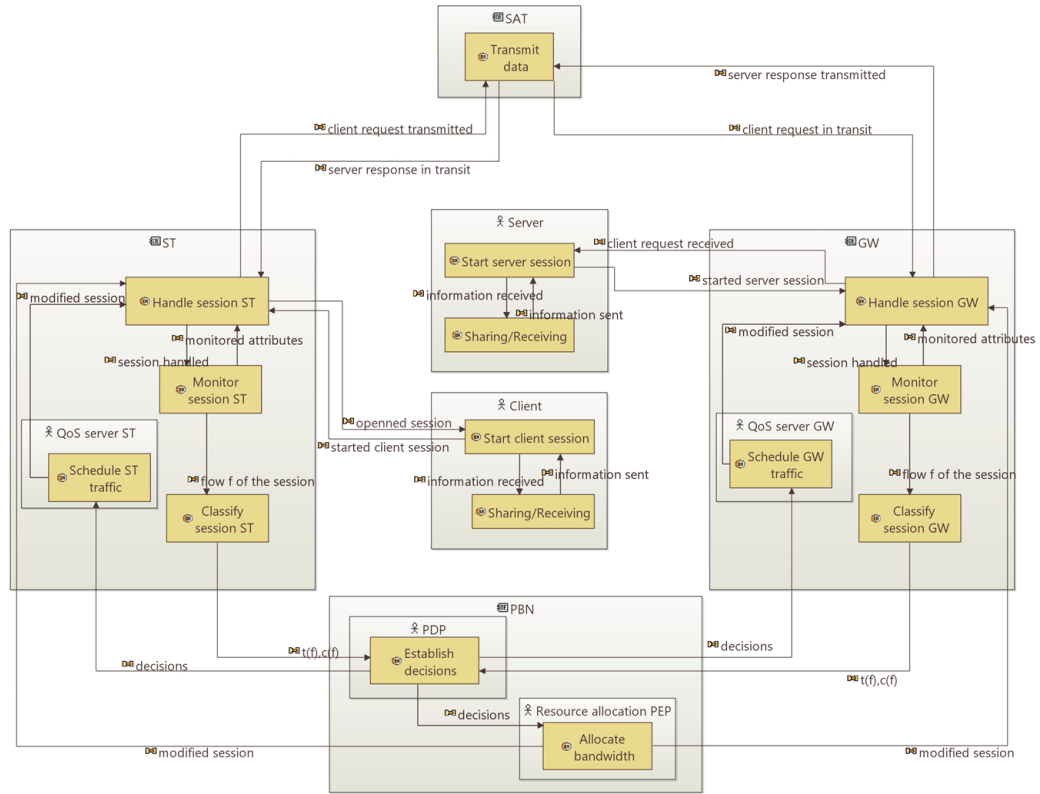 SAT
Transmit
data
server response transmitted
client request transmitted
client request in transit
server response in transit
Server
ST
client request received
GW
Start server session
started server session
modified session
Handle session ST
information received
Handle session GW
information sent
modified session
monitored attributes
Sharing/Receiving
monitored attributes
session handled
session handled
Monitor
session ST
Monitor
session GW
Client
openned session
QoS server ST
Start client session
QoS server GW
started client session
Schedule ST
traffic
Schedule GW
traffic
information sent
flow f of the session
information received
flow f of the session
Classify
session ST
Sharing/Receiving
Classify
session GW
PBN
PDP
t(f),c(f)
Establish
decisions
decisions
decisions
t(f),c(f)
decisions
Resource allocation PEP
Allocate
bandwidth
modified session
modified session